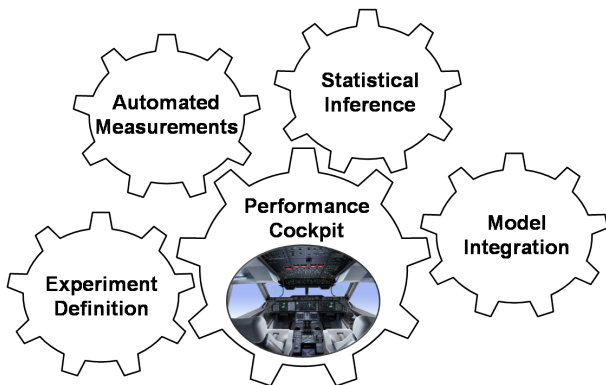 Automated
Measurements
Statistical
Inference
Performance
Cockpit
Model
Integration
Experiment
Definition